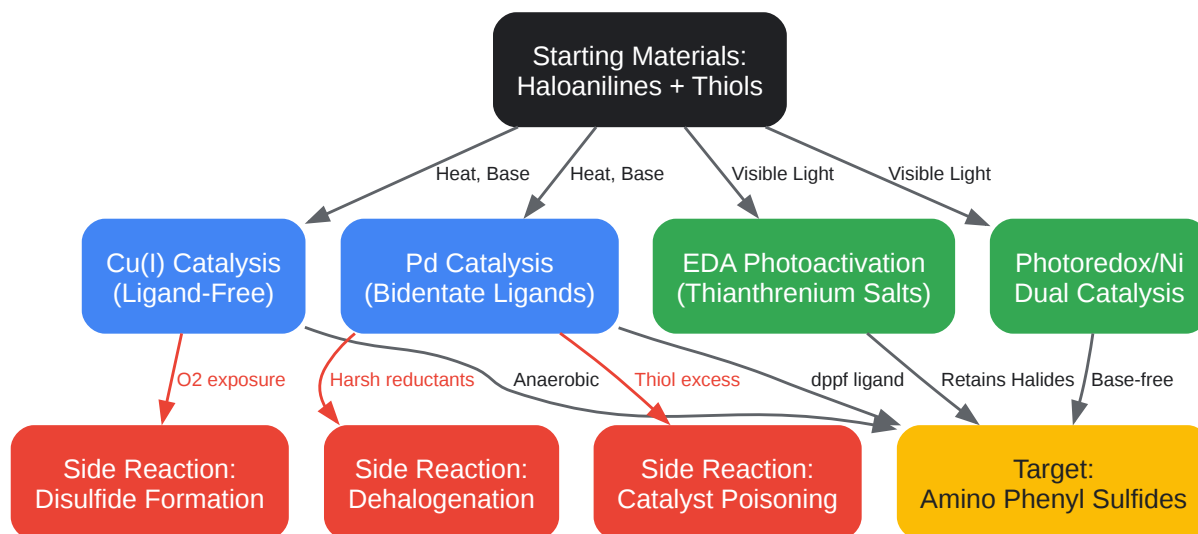 Starting Materials:
Haloanilines + Thiols
Heat, Base
Heat, Base
Visible Light
Visible Light
Cu(I) Catalysis
(Ligand-Free)
Pd Catalysis
(Bidentate Ligands)
EDA Photoactivation
(Thianthrenium Salts)
Photoredox/Ni
Dual Catalysis
O2 exposure
Harsh reductants
Anaerobic
Thiol excess
dppf ligand
Retains Halides
Base-free
Side Reaction:
Disulfide Formation
Side Reaction:
Dehalogenation
Side Reaction:
Catalyst Poisoning
Target:
Amino Phenyl Sulfides